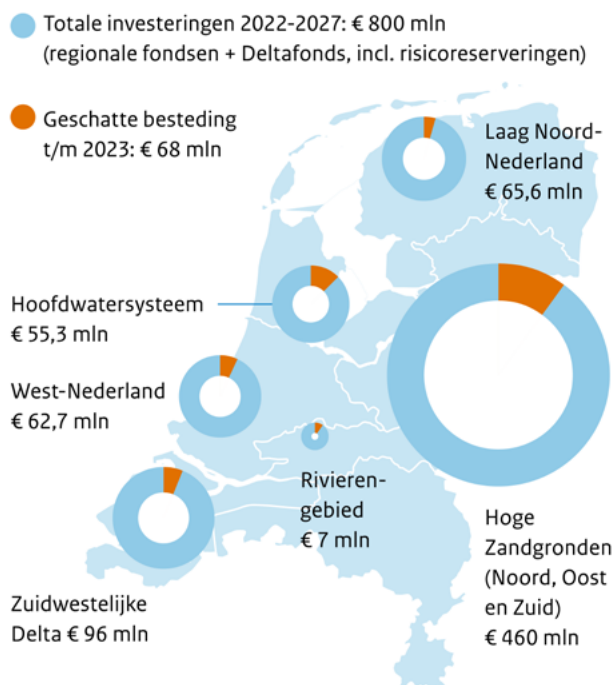 Totale investeringen 2022-2027: € 800 mln
(regionale fondsen + Deltafonds, incl. risicoreserveringen)
Geschatte besteding
t/m 2023: € 68 mln
Laag Noord-
Nederland
€ 65,6 mln
Hoofdwatersysteem
€ 55,3 mln
West-Nederland
€ 62,7 mln
Rivieren-
gebied
€ 7 mln
Hoge
Zandgronden
(Noord, Oost
en Zuid)
€ 460 mln
Zuidwestelijke
Delta € 96 mln